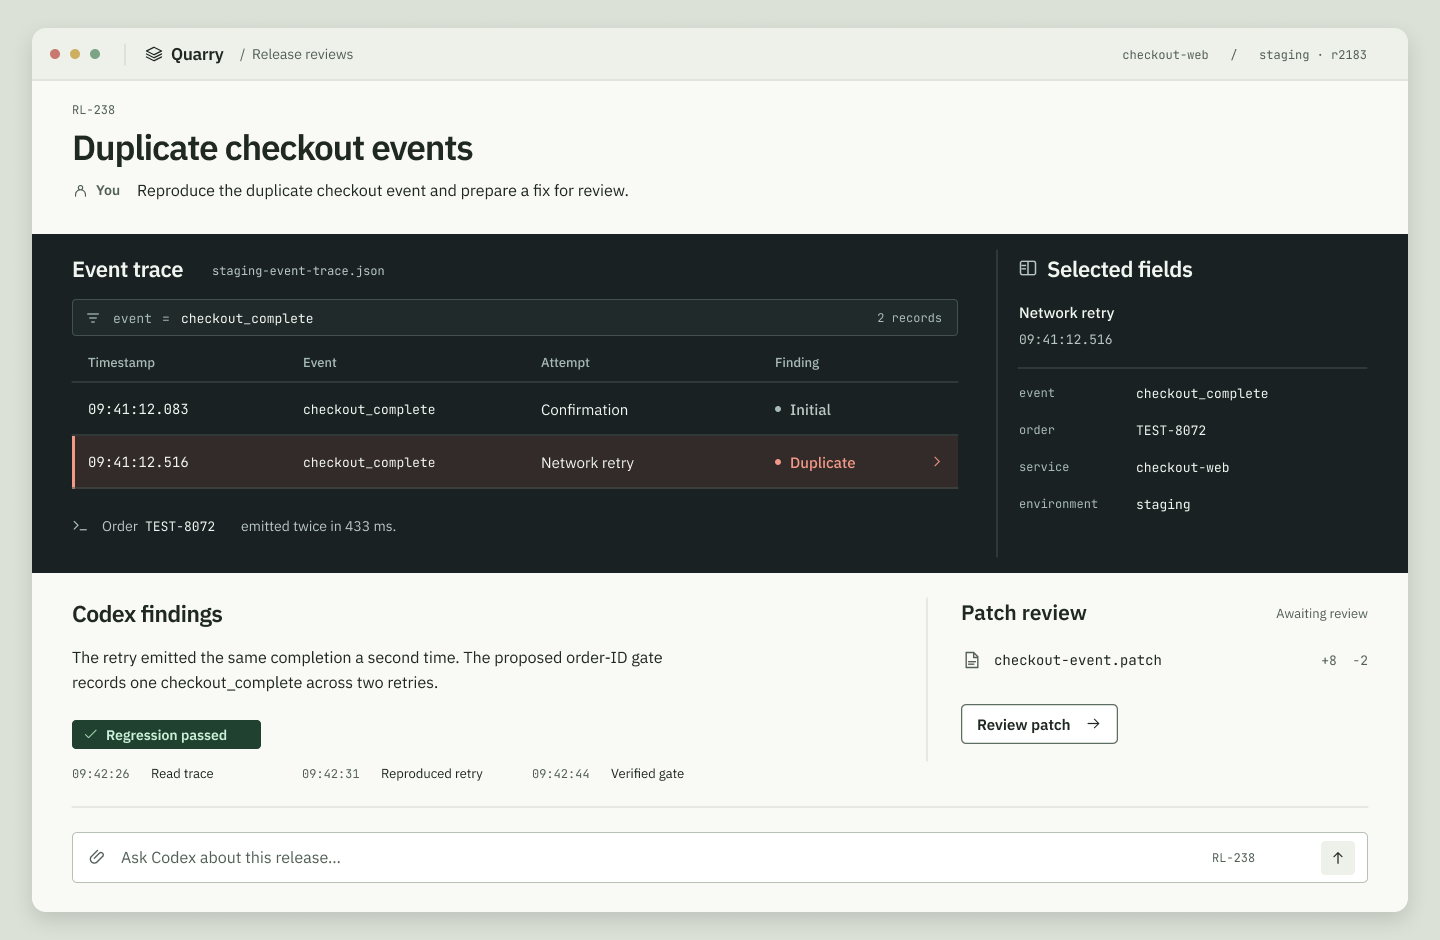 Quarry / Release reviews
checkout-web / staging · r2183
RL-238
Duplicate checkout events
You Reproduce the duplicate checkout event and prepare a fix for review.
Event trace staging-event-trace.json
event = checkout_complete 2 records
Timestamp Event Attempt Finding
09:41:12.083 checkout_complete Confirmation Initial
09:41:12.516 checkout_complete Network retry Duplicate
Order TEST-8072 emitted twice in 433 ms.
Selected fields
Network retry
09:41:12.516
event checkout_complete
order TEST-8072
service checkout-web
environment staging
Codex findings
The retry emitted the same completion a second time. The proposed order-ID gate
records one checkout_complete across two retries.
Regression passed
09:42:26 Read trace 09:42:31 Reproduced retry 09:42:44 Verified gate
Patch review Awaiting review
checkout-event.patch +8 -2
Review patch
Ask Codex about this release... RL-238